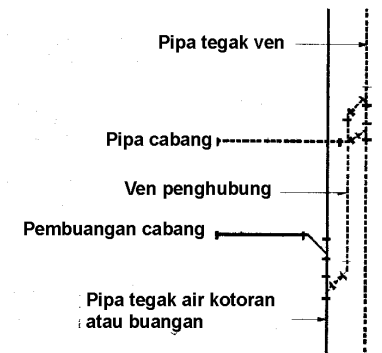 Pipa tegak ven
Pipa cabang
Ven penghubung
Pembuangan cabang
Pipa tegak air kotoran
atau buangan